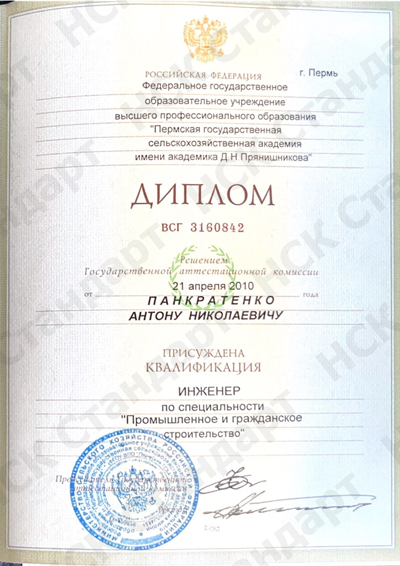 РОССИЙСКАЯ ФЕДЕРАЦИЯ г. Пермь
Федеральное государственное
образовательное учреждение
высшего профессионального образования
"Пермская государственная
сельскохозяйственная академия
имени академика Д.Н Прянишникова"
ДИПЛОМ
ВСГ 3160842
Решением
Государственной аттестационной комиссии
от 21 апреля 2010 года
ПАНКРАТЕНКО
АНТОНУ НИКОЛАЕВИЧУ
ПРИСУЖДЕНА
КВАЛИФИКАЦИЯ
ИНЖЕНЕР
по специальности
"Промышленное и гражданское
строительство"
НСК Стандарт